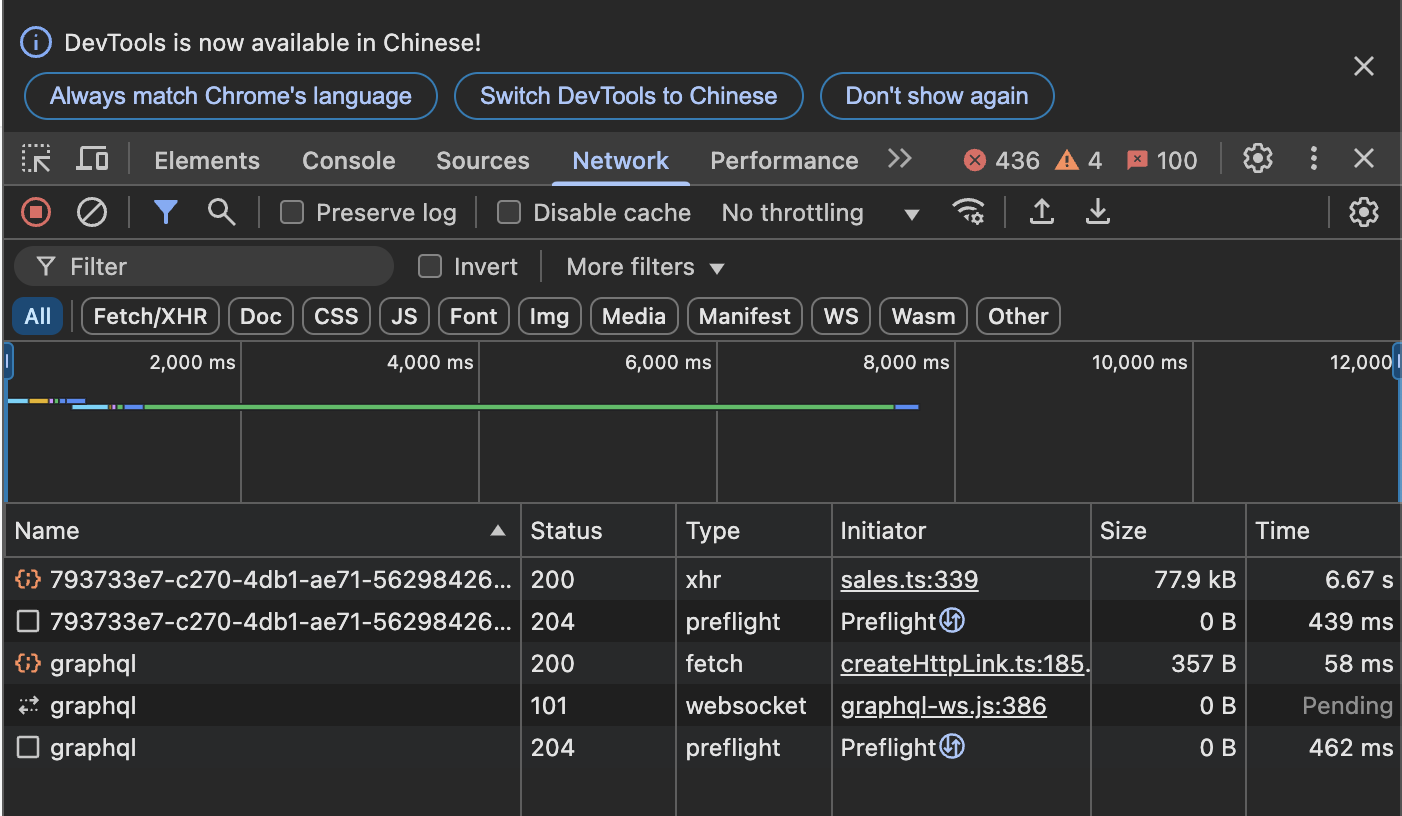 DevTools is now available in Chinese!
Always match Chrome's language Switch DevTools to Chinese Don't show again
Elements Console Sources Network Performance 436 4 100
Preserve log Disable cache No throttling
Filter Invert More filters
All Fetch/XHR Doc CSS JS Font Img Media Manifest WS Wasm Other
2,000 ms 4,000 ms 6,000 ms 8,000 ms 10,000 ms 12,000
Name Status Type Initiator Size Time
793733e7-c270-4db1-ae71-56298426... 200 xhr sales.ts:339 77.9 kB 6.67 s
793733e7-c270-4db1-ae71-56298426... 204 preflight Preflight 0 B 439 ms
graphql 200 fetch createHttpLink.ts:185. 357 B 58 ms
graphql 101 websocket graphql-ws.js:386 0 B Pending
graphql 204 preflight Preflight 0 B 462 ms